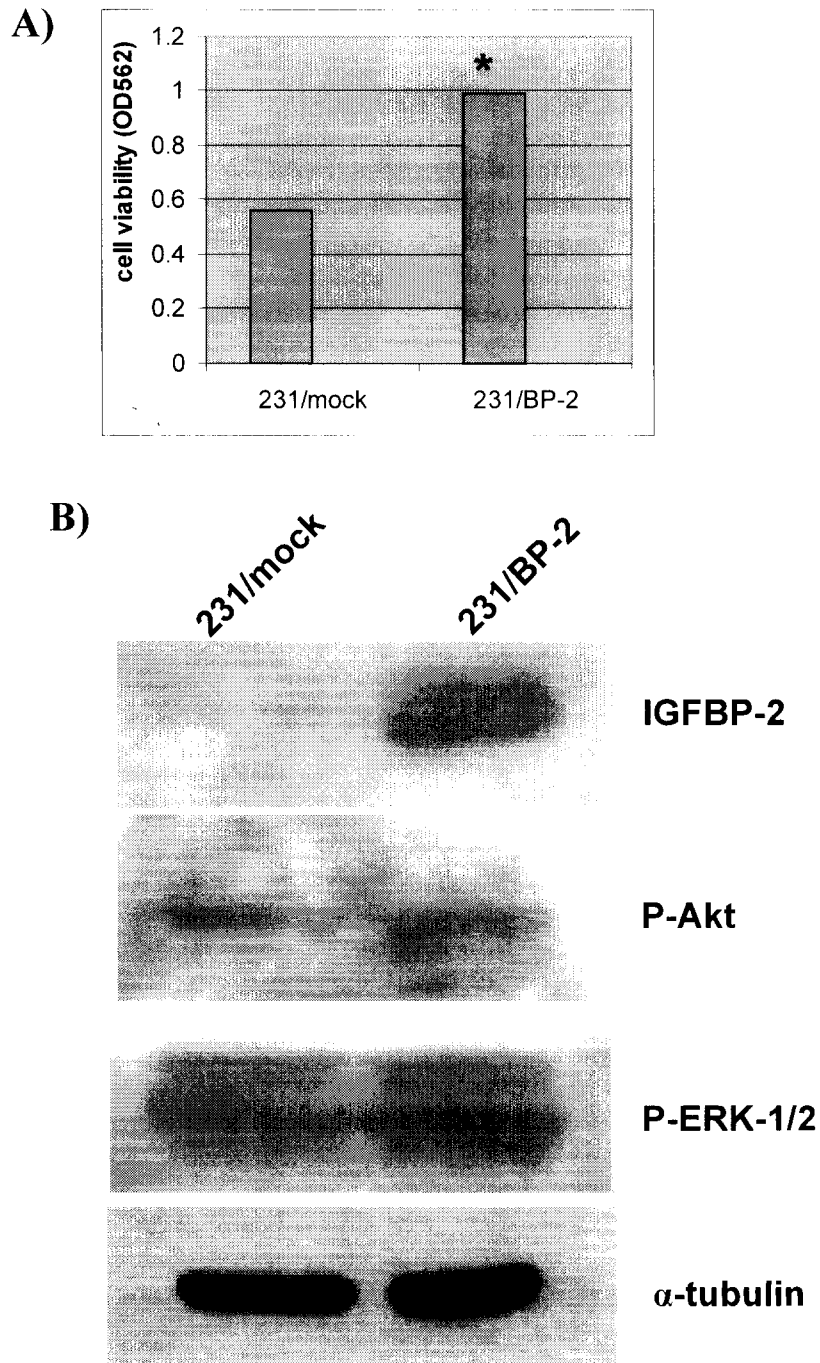 A)
cell viability (OD562)
1.2
1
0.8
0.6
0.4
0.2
0
*
231/mock
231/BP-2
B)
231/mock
231/BP-2
IGFBP-2
P-Akt
P-ERK-1/2
α-tubulin